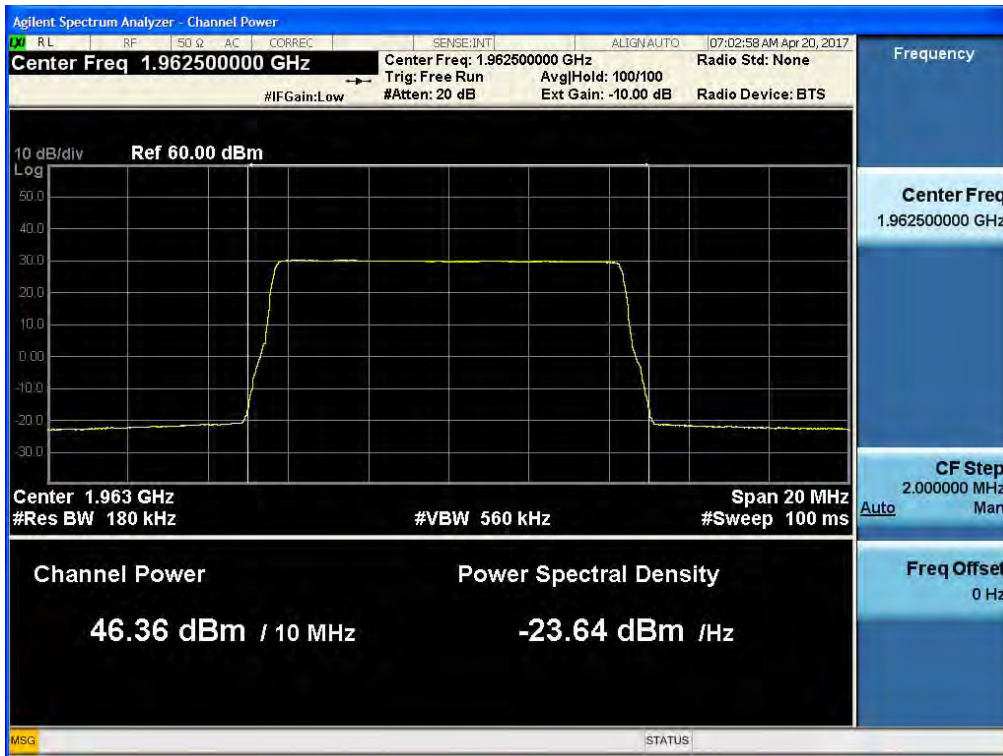 Agilent Spectrum Analyzer - Channel Power
LXI RL RF 50 Ω AC CORREC SENSE:INT ALIGNAUTO 07:02:58 AM Apr 20, 2017
Center Freq 1.962500000 GHz
Center Freq: 1.962500000 GHz Radio Std: None
Trig: Free Run Avg|Hold: 100/100
#IFGain:Low #Atten: 20 dB Ext Gain: -10.00 dB Radio Device: BTS
10 dB/div Ref 60.00 dBm
Log
50.0
40.0
30.0
20.0
10.0
0.00
-10.0
-20.0
-30.0
Center 1.963 GHz Span 20 MHz
#Res BW 180 kHz #VBW 560 kHz #Sweep 100 ms
Channel Power Power Spectral Density
46.36 dBm / 10 MHz -23.64 dBm /Hz
MSG STATUS
Frequency
Center Freq
1.962500000 GHz
CF Step
2.000000 MHz
Auto Man
Freq Offset
0 Hz